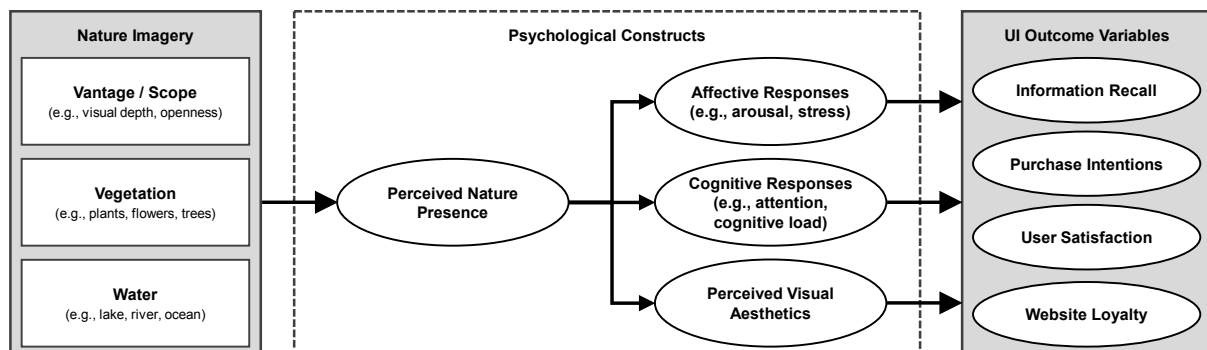 Nature Imagery
Vantage / Scope
(e.g., visual depth, openness)
Vegetation
(e.g., plants, flowers, trees)
Water
(e.g., lake, river, ocean)
Psychological Constructs
Perceived Nature
Presence
Affective Responses
(e.g., arousal, stress)
Cognitive Responses
(e.g., attention,
cognitive load)
Perceived Visual
Aesthetics
UI Outcome Variables
Information Recall
Purchase Intentions
User Satisfaction
Website Loyalty